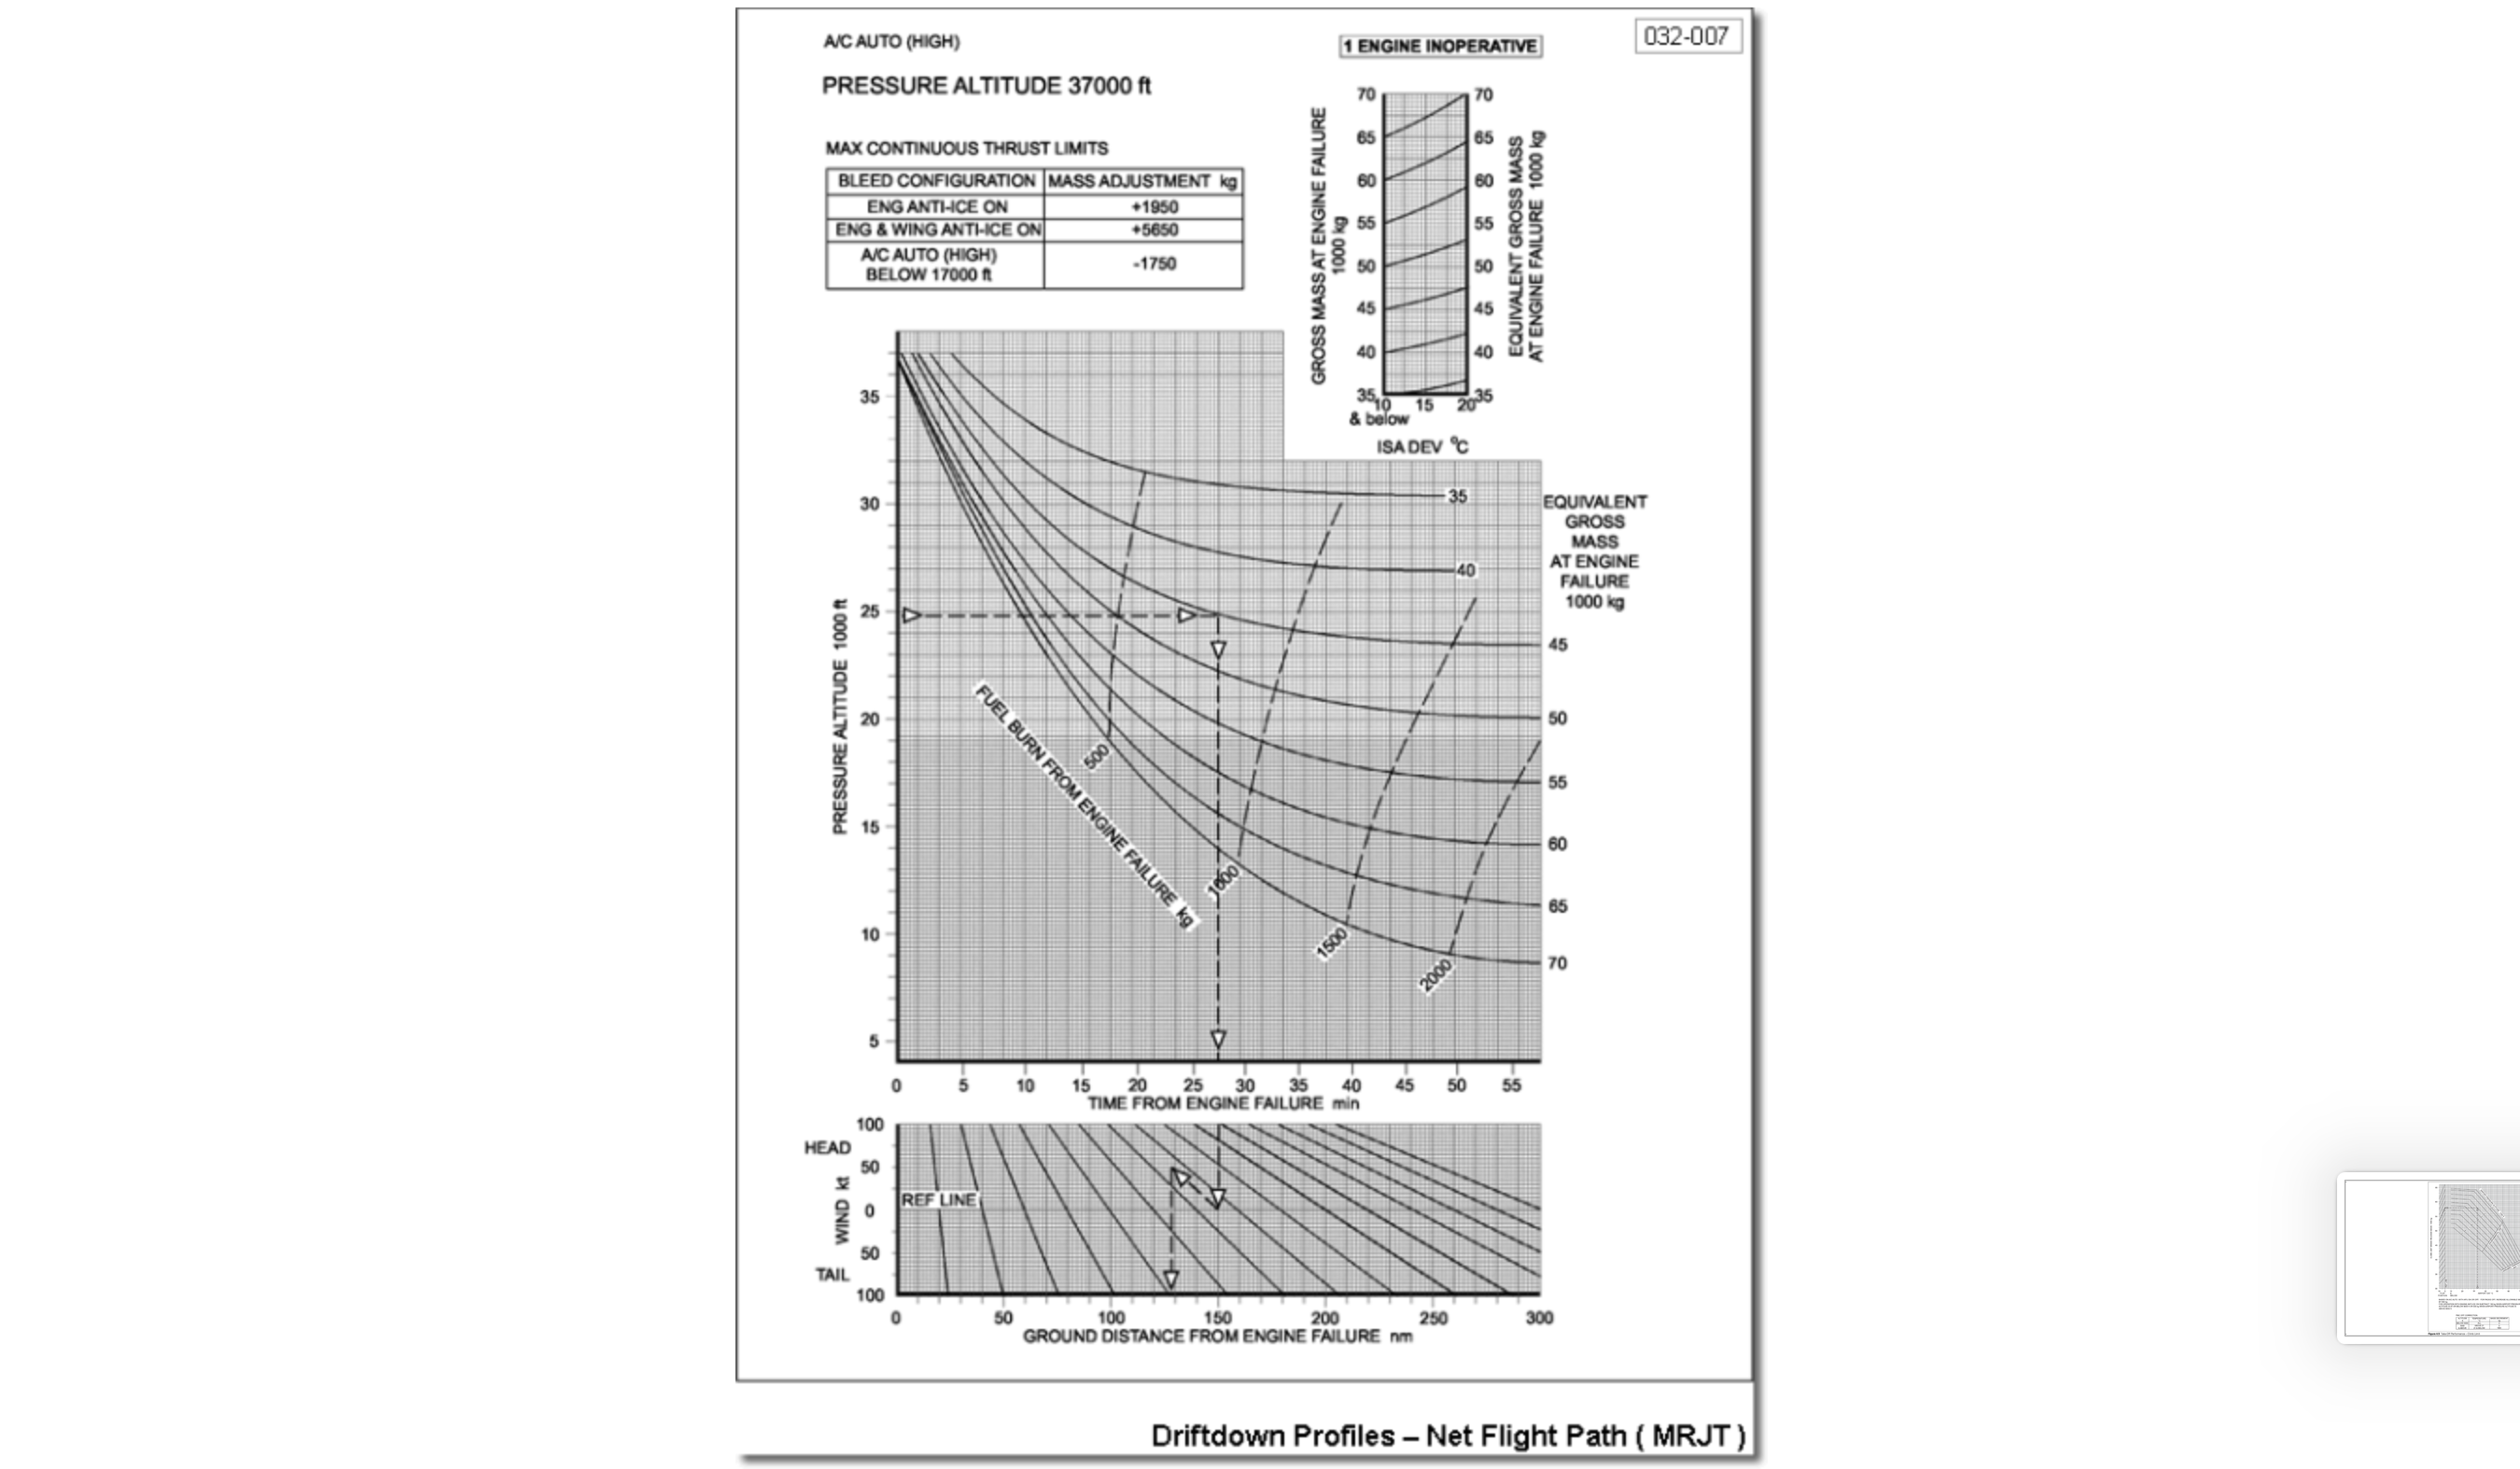 032-007
A/C AUTO (HIGH)
1 ENGINE INOPERATIVE
PRESSURE ALTITUDE 37000 ft
MAX CONTINUOUS THRUST LIMITS
BLEED CONFIGURATION MASS ADJUSTMENT kg
ENG ANTI-ICE ON +1950
ENG & WING ANTI-ICE ON +5650
A/C AUTO (HIGH)
BELOW 17000 ft -1750
GROSS MASS AT ENGINE FAILURE
1000 kg
70 70
65 65
60 60
55 55
50 50
45 45
40 40
35 35
10 15 20
& below
ISA DEV °C
EQUIVALENT GROSS MASS
AT ENGINE FAILURE 1000 kg
PRESSURE ALTITUDE 1000 ft
35
30
25
20
15
10
5
35
40
45
50
55
60
65
70
EQUIVALENT
GROSS
MASS
AT ENGINE
FAILURE
1000 kg
FUEL BURN FROM ENGINE FAILURE kg
500
1000
1500
2000
0 5 10 15 20 25 30 35 40 45 50 55
TIME FROM ENGINE FAILURE min
HEAD
WIND kt
TAIL
100
50
0
50
100
REF LINE
0 50 100 150 200 250 300
GROUND DISTANCE FROM ENGINE FAILURE nm
Driftdown Profiles – Net Flight Path ( MRJT )